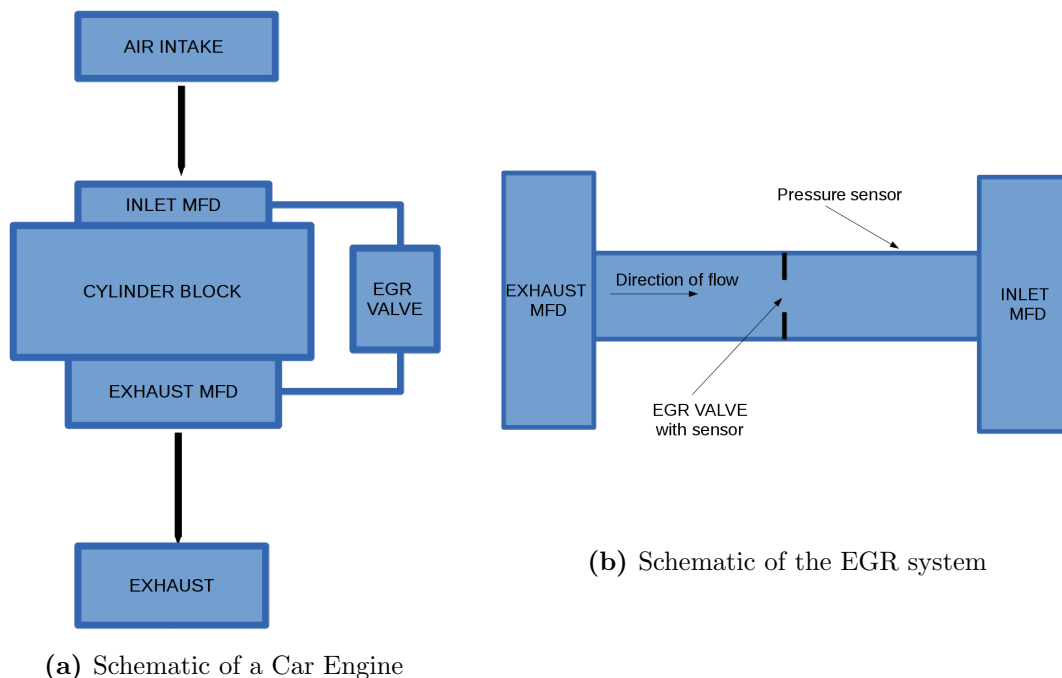 AIR INTAKE
INLET MFD
CYLINDER BLOCK
EGR
VALVE
EXHAUST MFD
EXHAUST
(a) Schematic of a Car Engine
Pressure sensor
Direction of flow
EXHAUST
MFD
INLET
MFD
EGR VALVE
with sensor
(b) Schematic of the EGR system